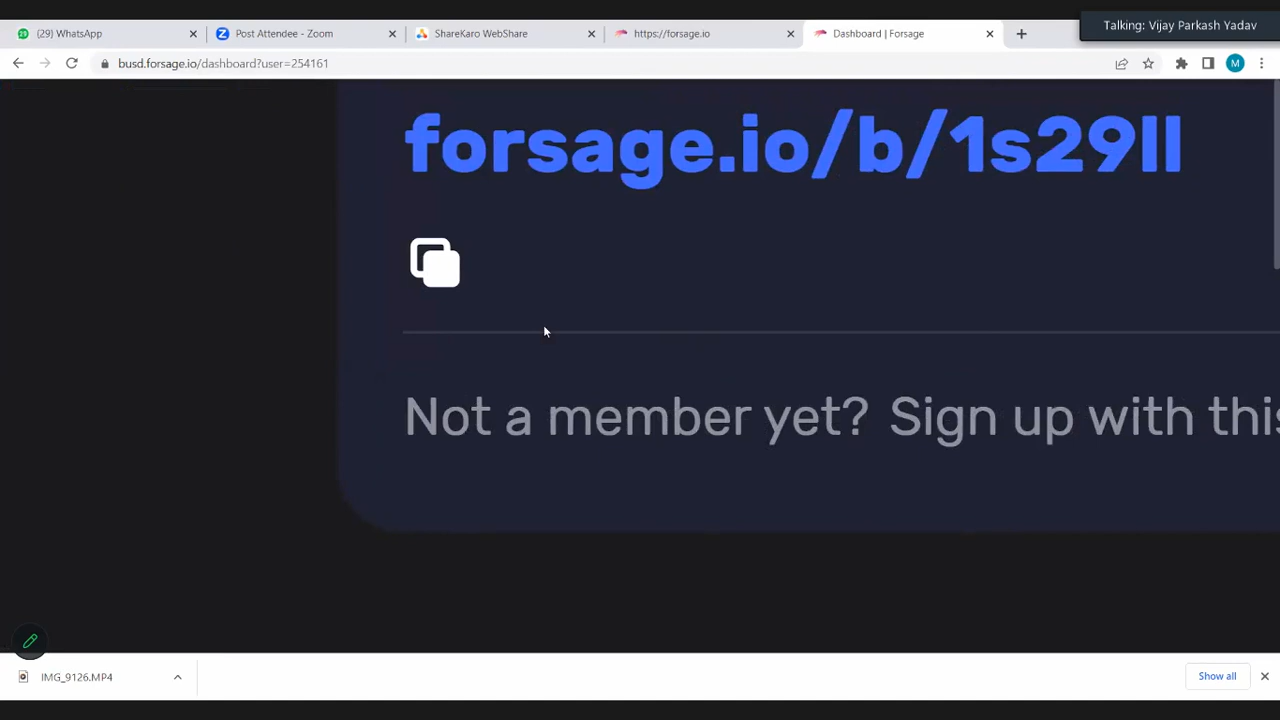 Talking: Vijay Parkash Yadav
(29) WhatsApp
Post Attendee - Zoom
ShareKaro WebShare
https://forsage.io
Dashboard | Forsage
busd.forsage.io/dashboard?user=254161
M
forsage.io/b/1s29ll
Not a member yet? Sign up with this
IMG_9126.MP4
Show all